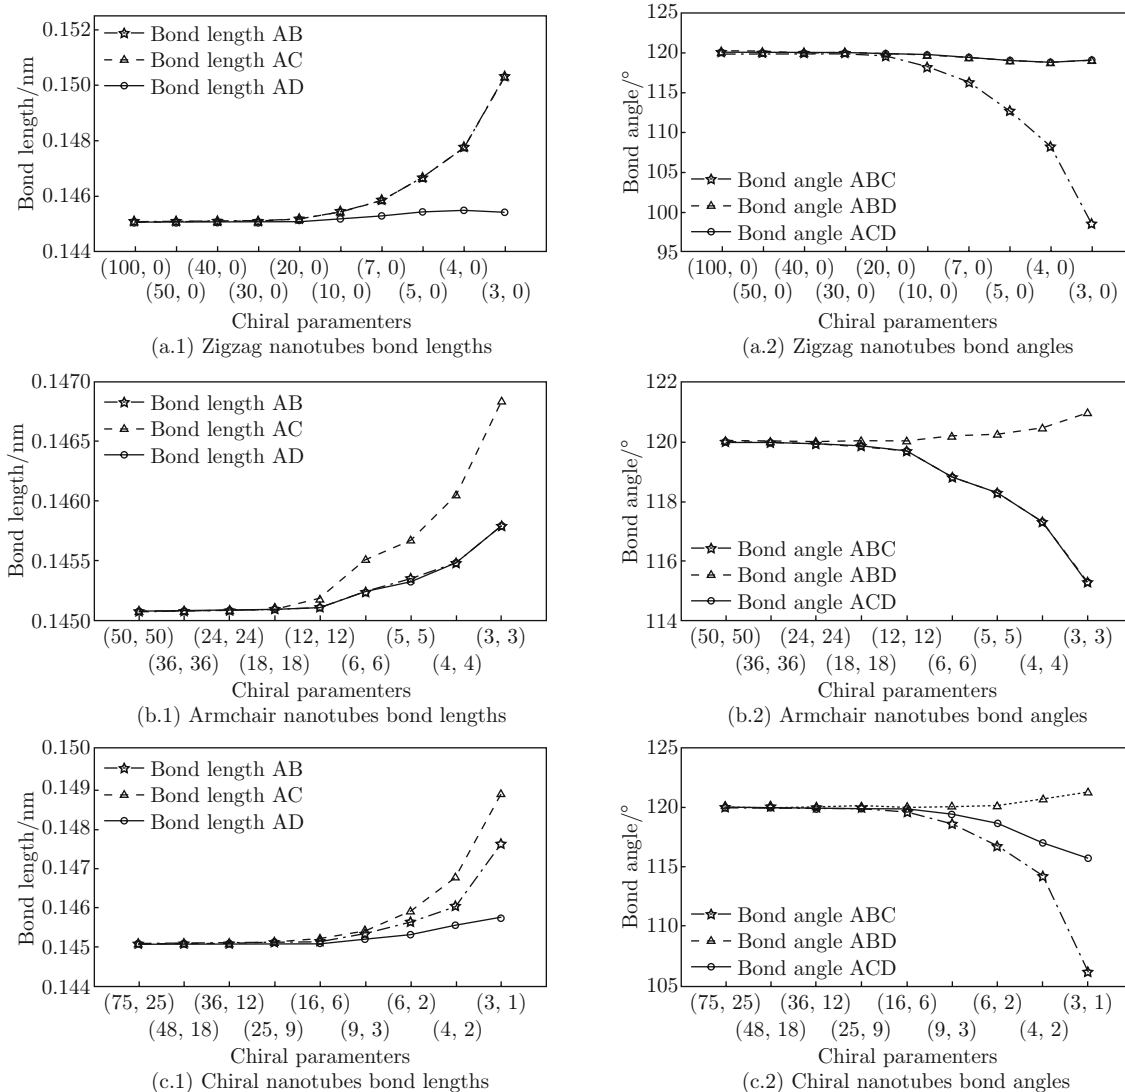 0.152
0.150
0.148
0.146
0.144
Bond length/nm
Bond length AB
Bond length AC
Bond length AD
(100, 0) (40, 0) (20, 0) (7, 0) (4, 0)
(50, 0) (30, 0) (10, 0) (5, 0) (3, 0)
Chiral paramenters
(a.1) Zigzag nanotubes bond lengths
125
120
115
110
105
100
95
Bond angle/°
Bond angle ABC
Bond angle ABD
Bond angle ACD
(100, 0) (40, 0) (20, 0) (7, 0) (4, 0)
(50, 0) (30, 0) (10, 0) (5, 0) (3, 0)
Chiral paramenters
(a.2) Zigzag nanotubes bond angles
0.1470
0.1465
0.1460
0.1455
0.1450
Bond length/nm
Bond length AB
Bond length AC
Bond length AD
(50, 50) (24, 24) (12, 12) (5, 5) (3, 3)
(36, 36) (18, 18) (6, 6) (4, 4)
Chiral paramenters
(b.1) Armchair nanotubes bond lengths
122
120
118
116
114
Bond angle/°
Bond angle ABC
Bond angle ABD
Bond angle ACD
(50, 50) (24, 24) (12, 12) (5, 5) (3, 3)
(36, 36) (18, 18) (6, 6) (4, 4)
Chiral paramenters
(b.2) Armchair nanotubes bond angles
0.150
0.149
0.148
0.147
0.146
0.145
0.144
Bond length/nm
Bond length AB
Bond length AC
Bond length AD
(75, 25) (36, 12) (16, 6) (6, 2) (3, 1)
(48, 18) (25, 9) (9, 3) (4, 2)
Chiral paramenters
(c.1) Chiral nanotubes bond lengths
125
120
115
110
105
Bond angle/°
Bond angle ABC
Bond angle ABD
Bond angle ACD
(75, 25) (36, 12) (16, 6) (6, 2) (3, 1)
(48, 18) (25, 9) (9, 3) (4, 2)
Chiral paramenters
(c.2) Chiral nanotubes bond angles